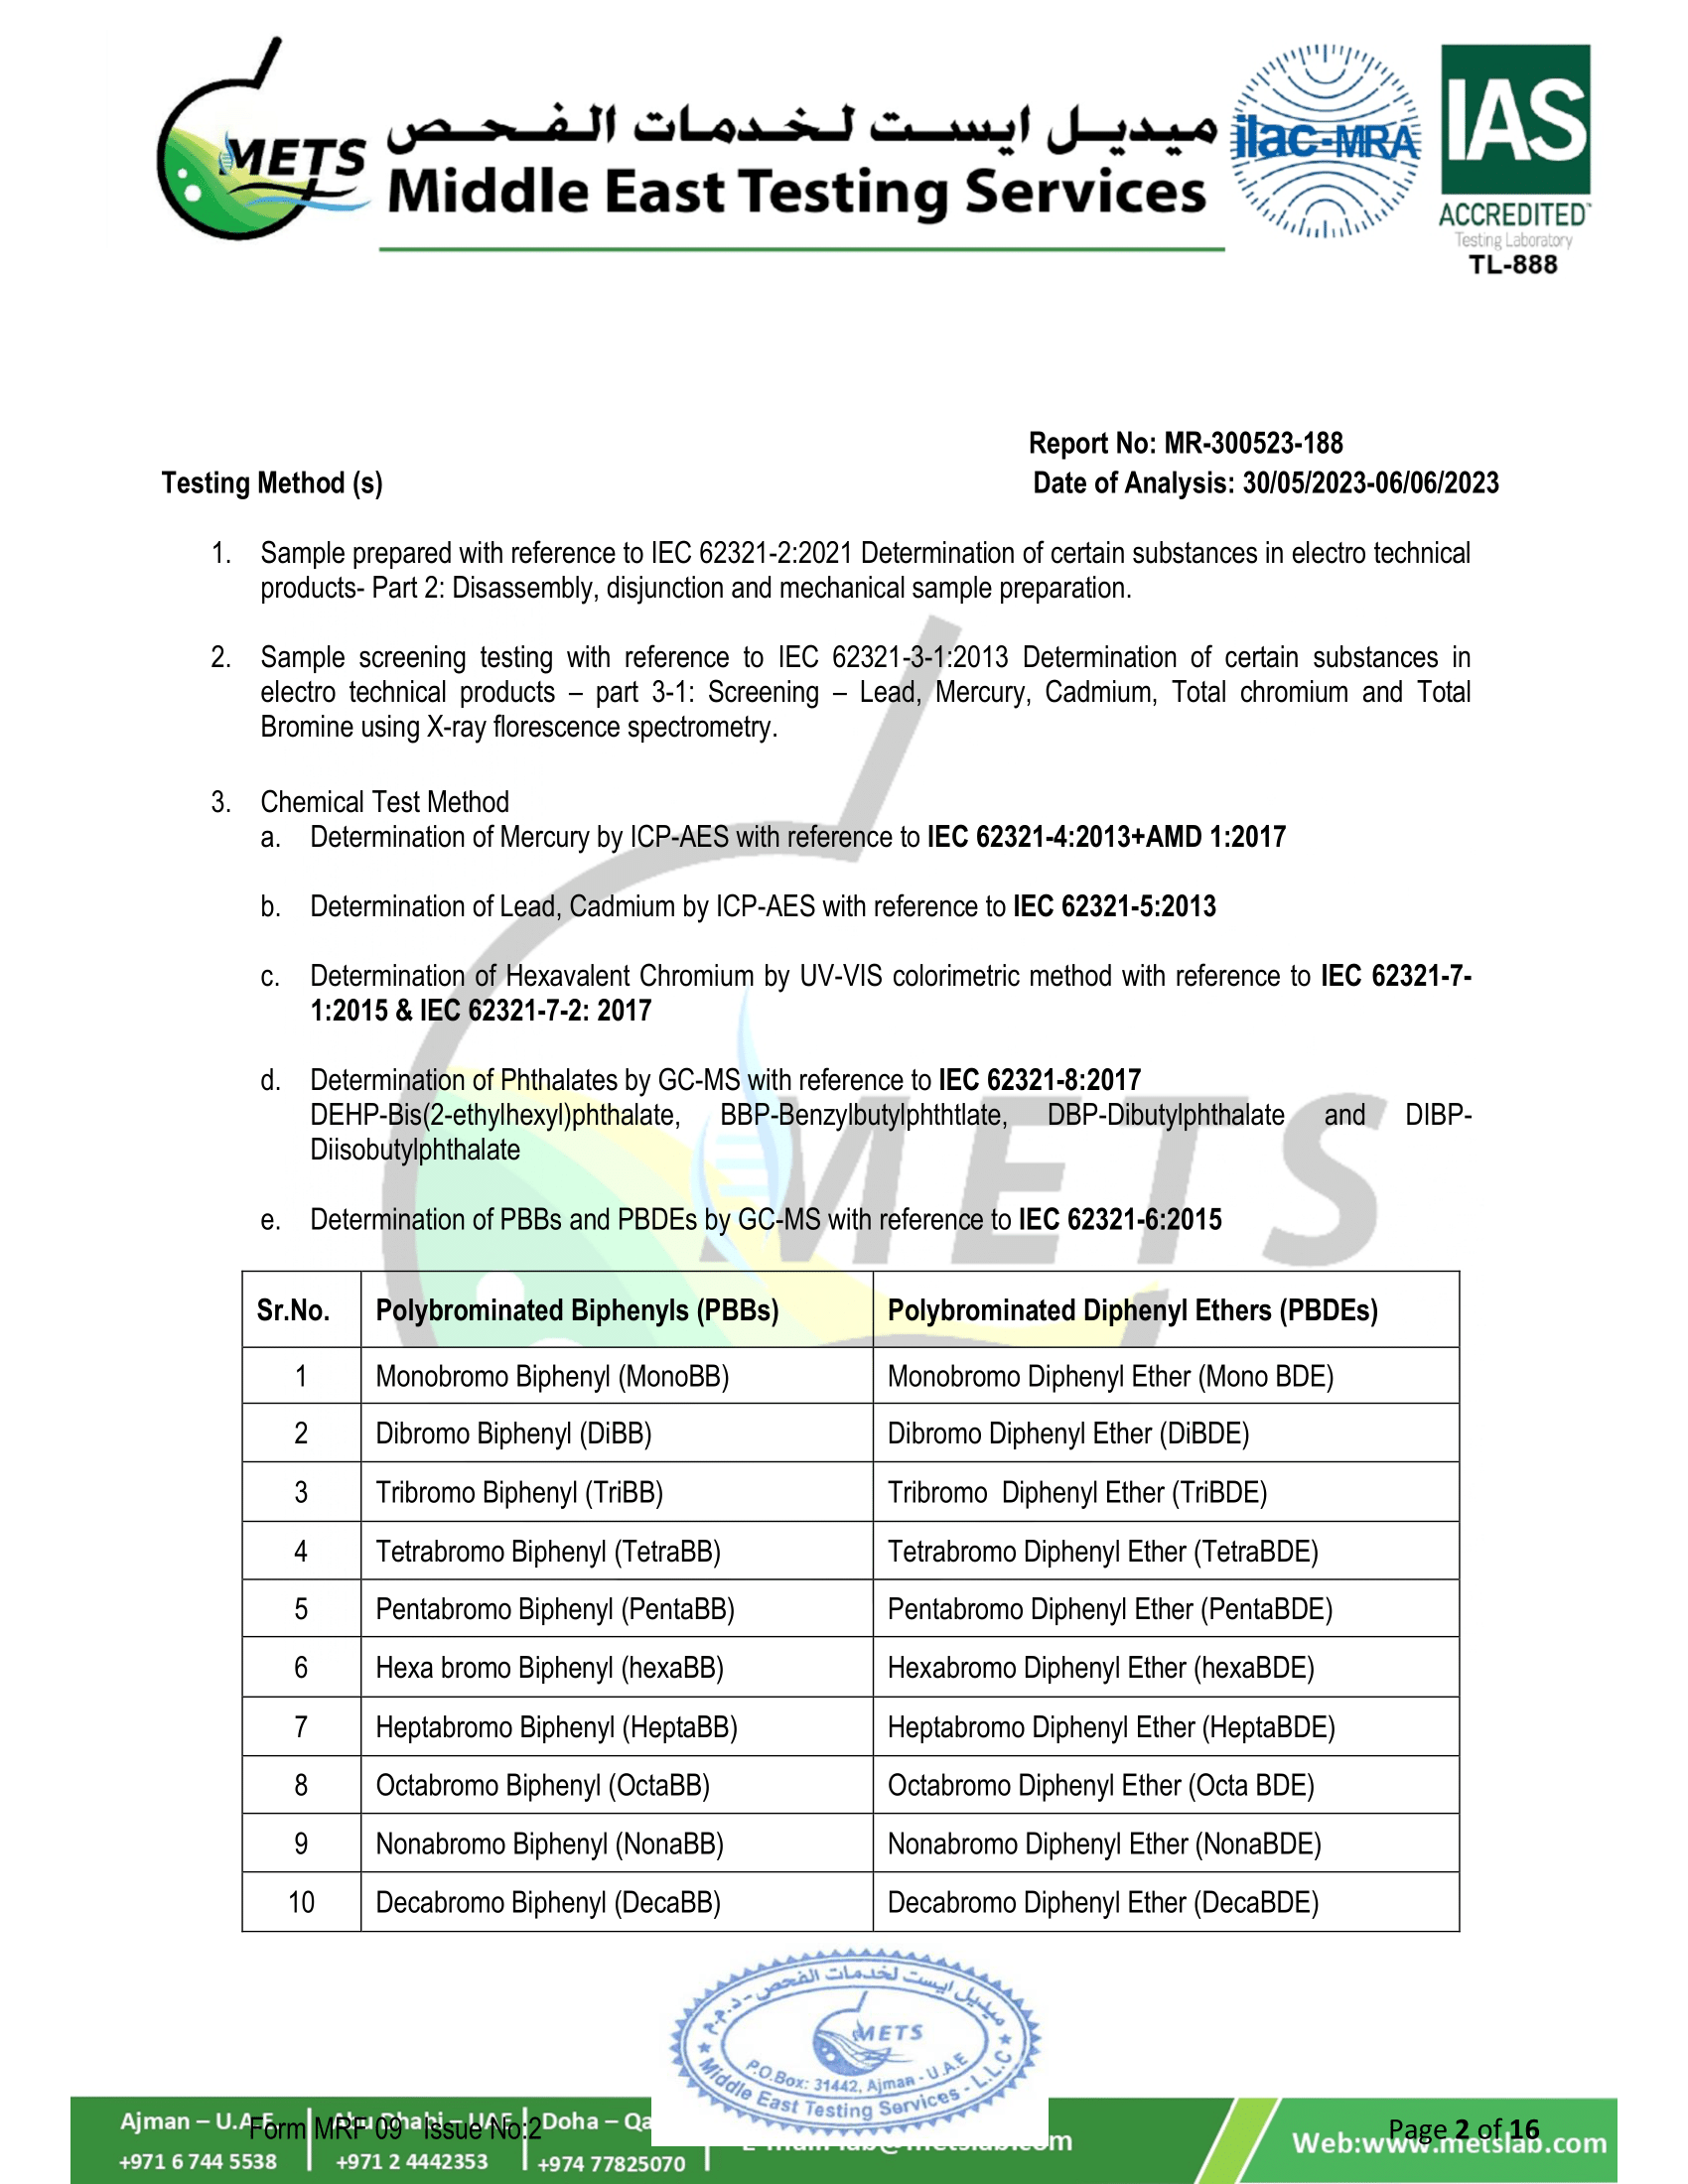 METS
ميديل ايست لخدمات الفحص
Middle East Testing Services
ilac-MRA
IAS
ACCREDITED
Testing Laboratory
TL-888
Report No: MR-300523-188
Testing Method (s) Date of Analysis: 30/05/2023-06/06/2023
1. Sample prepared with reference to IEC 62321-2:2021 Determination of certain substances in electro technical
products- Part 2: Disassembly, disjunction and mechanical sample preparation.
2. Sample screening testing with reference to IEC 62321-3-1:2013 Determination of certain substances in
electro technical products – part 3-1: Screening – Lead, Mercury, Cadmium, Total chromium and Total
Bromine using X-ray florescence spectrometry.
3. Chemical Test Method
a. Determination of Mercury by ICP-AES with reference to IEC 62321-4:2013+AMD 1:2017
b. Determination of Lead, Cadmium by ICP-AES with reference to IEC 62321-5:2013
c. Determination of Hexavalent Chromium by UV-VIS colorimetric method with reference to IEC 62321-7-
1:2015 & IEC 62321-7-2: 2017
d. Determination of Phthalates by GC-MS with reference to IEC 62321-8:2017
DEHP-Bis(2-ethylhexyl)phthalate, BBP-Benzylbutylphthtlate, DBP-Dibutylphthalate and DIBP-
Diisobutylphthalate
e. Determination of PBBs and PBDEs by GC-MS with reference to IEC 62321-6:2015
METS
Sr.No. Polybrominated Biphenyls (PBBs) Polybrominated Diphenyl Ethers (PBDEs)
1 Monobromo Biphenyl (MonoBB) Monobromo Diphenyl Ether (Mono BDE)
2 Dibromo Biphenyl (DiBB) Dibromo Diphenyl Ether (DiBDE)
3 Tribromo Biphenyl (TriBB) Tribromo Diphenyl Ether (TriBDE)
4 Tetrabromo Biphenyl (TetraBB) Tetrabromo Diphenyl Ether (TetraBDE)
5 Pentabromo Biphenyl (PentaBB) Pentabromo Diphenyl Ether (PentaBDE)
6 Hexa bromo Biphenyl (hexaBB) Hexabromo Diphenyl Ether (hexaBDE)
7 Heptabromo Biphenyl (HeptaBB) Heptabromo Diphenyl Ether (HeptaBDE)
8 Octabromo Biphenyl (OctaBB) Octabromo Diphenyl Ether (Octa BDE)
9 Nonabromo Biphenyl (NonaBB) Nonabromo Diphenyl Ether (NonaBDE)
10 Decabromo Biphenyl (DecaBB) Decabromo Diphenyl Ether (DecaBDE)
ميديل ايست لخدمات الفحص - ذ.م.م
METS
P.O.Box: 31442, Ajman - U.A.E
Middle East Testing Services - L.L.C
Ajman – U.A.E Abu Dhabi – UAE Doha – Qa
Form MRF 09 Issue No:2 Page 2 of 16
Web:www.metslab.com
+971 6 744 5538 +971 2 4442353 +974 77825070